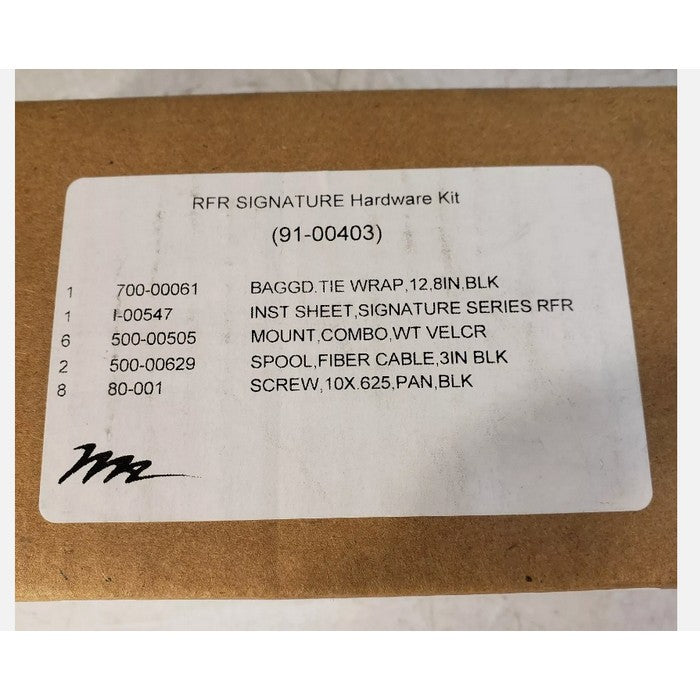 RFR SIGNATURE Hardware Kit
(91-00403)
1 700-00061 BAGGD.TIE WRAP,12,8IN,BLK
1 I-00547 INST SHEET,SIGNATURE SERIES RFR
6 500-00505 MOUNT,COMBO,WT VELCR
2 500-00629 SPOOL,FIBER CABLE,3IN BLK
8 80-001 SCREW,10X.625,PAN,BLK